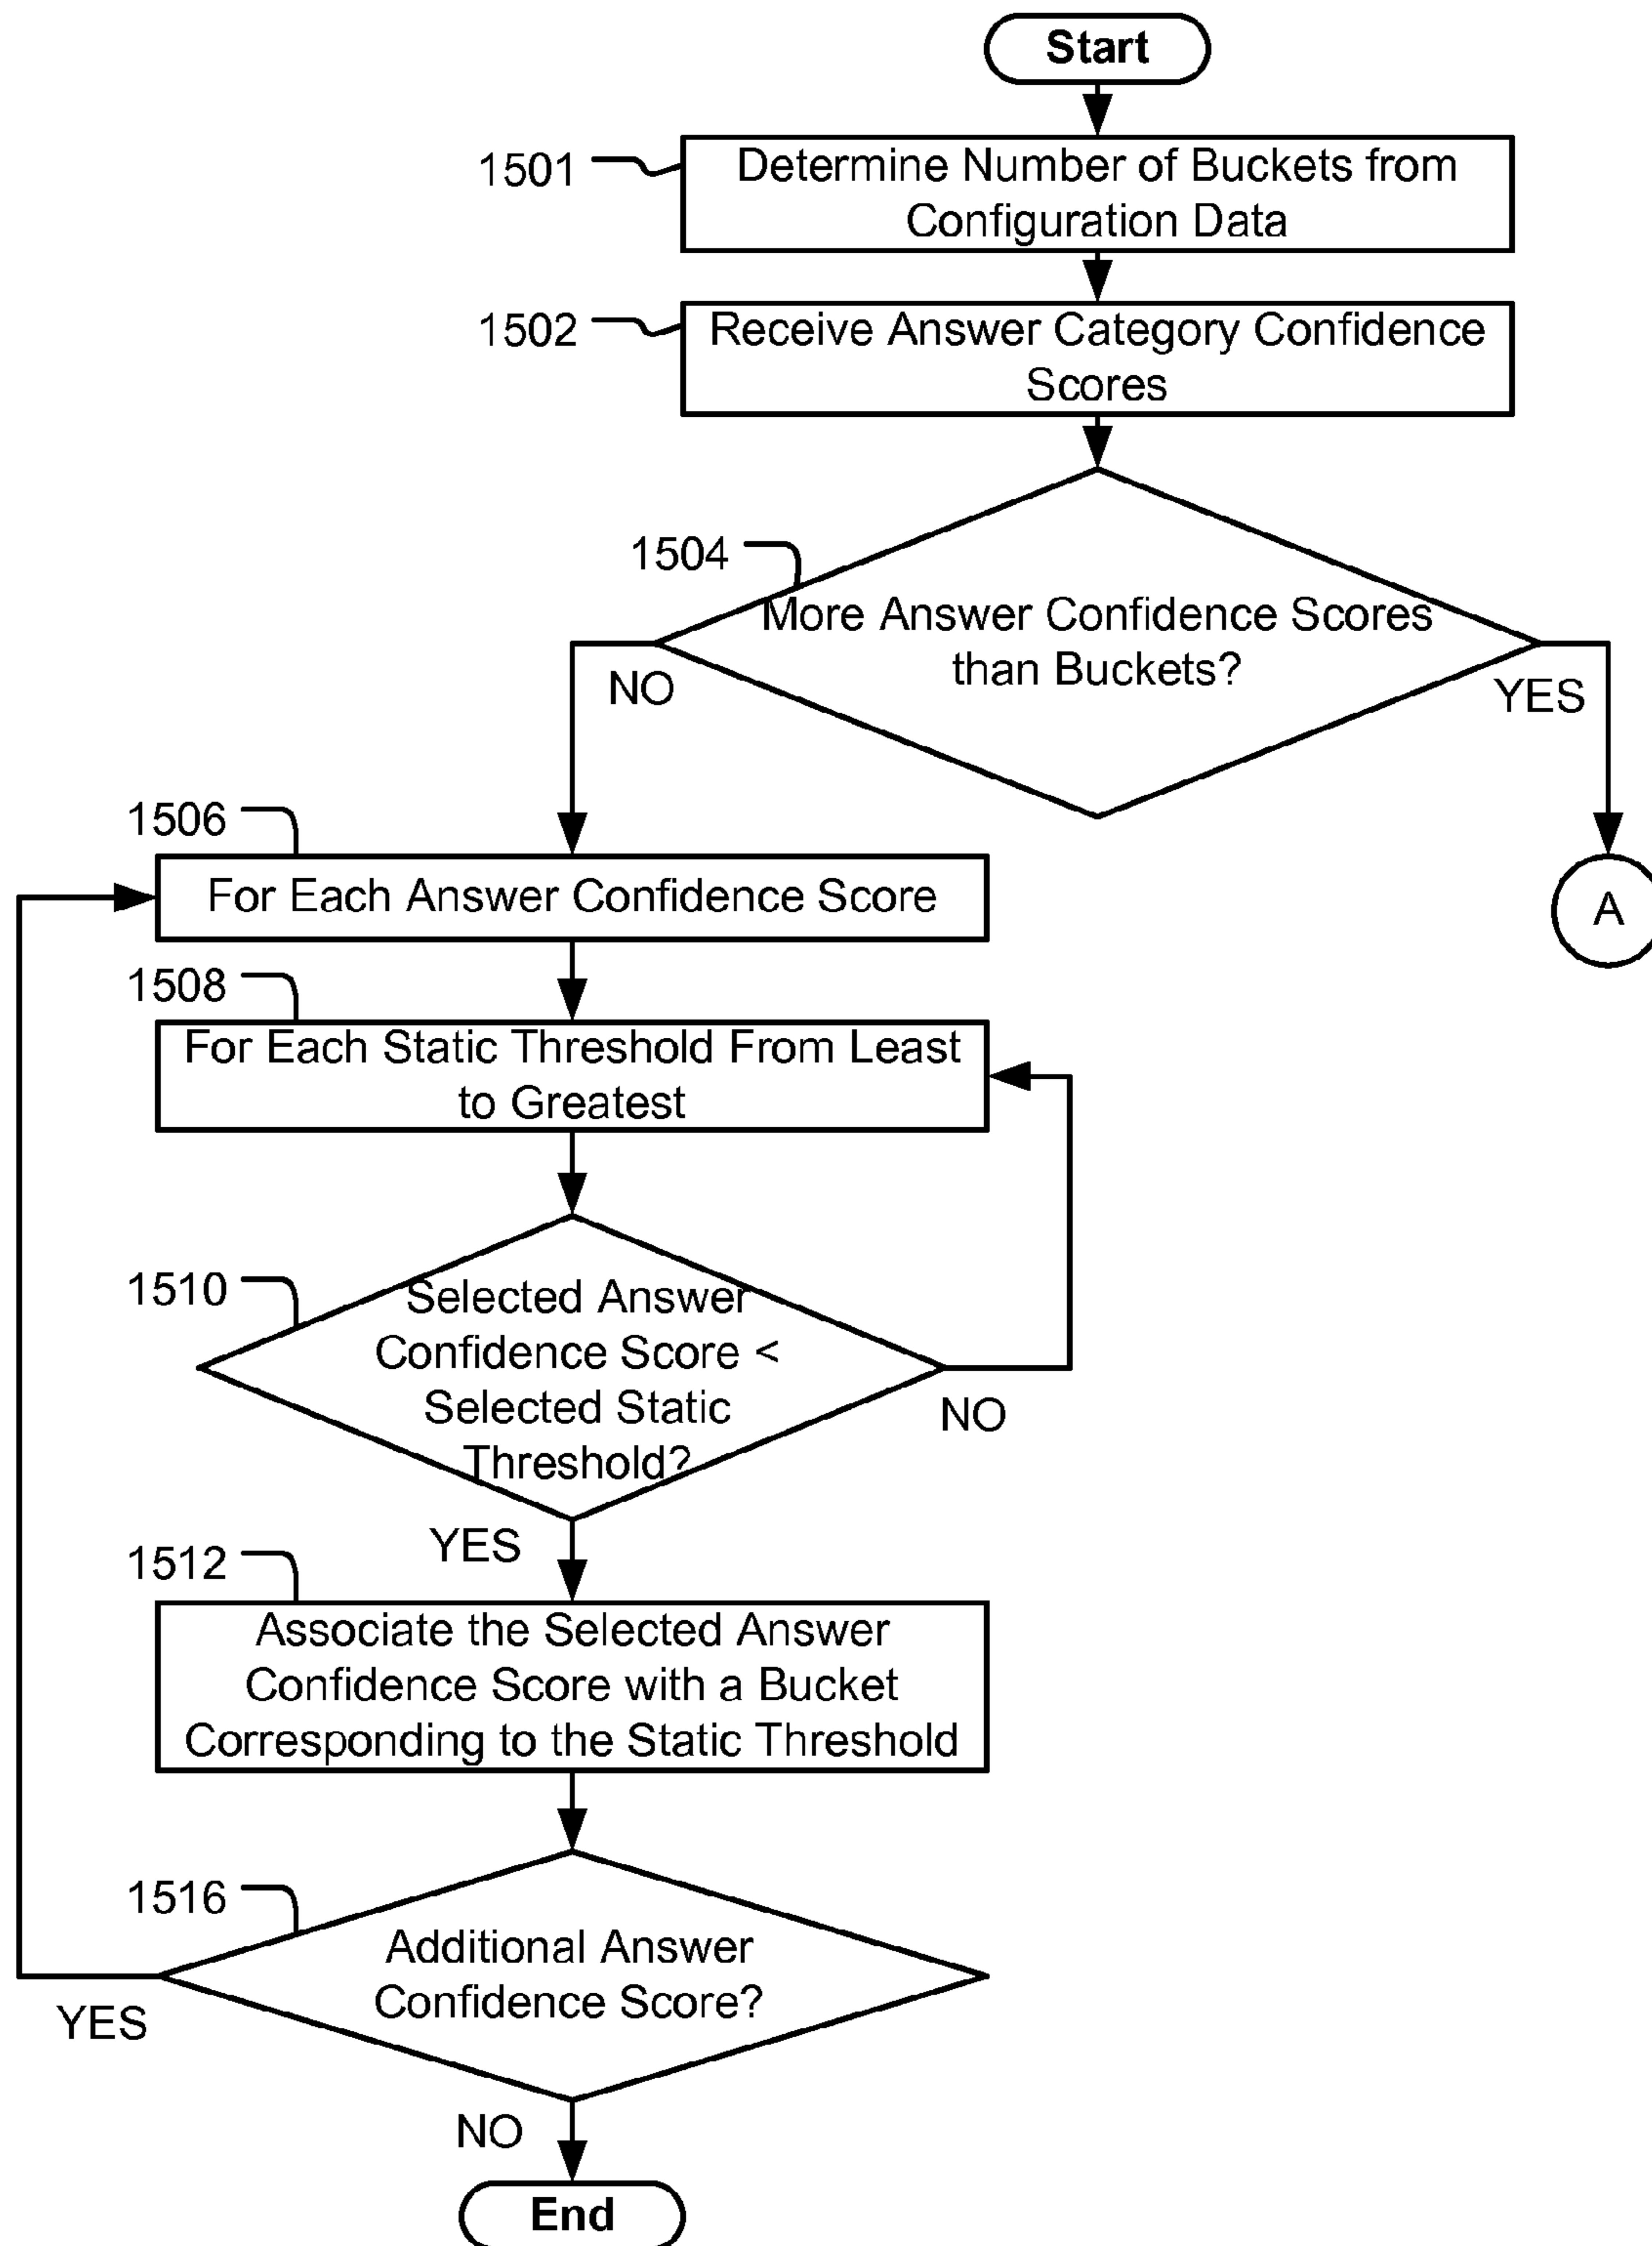 Start
1501
Determine Number of Buckets from
Configuration Data
1502
Receive Answer Category Confidence
Scores
1504
More Answer Confidence Scores
than Buckets?
NO
YES
1506
For Each Answer Confidence Score
A
1508
For Each Static Threshold From Least
to Greatest
1510
Selected Answer
Confidence Score <
Selected Static
Threshold?
NO
YES
1512
Associate the Selected Answer
Confidence Score with a Bucket
Corresponding to the Static Threshold
1516
Additional Answer
Confidence Score?
YES
NO
End